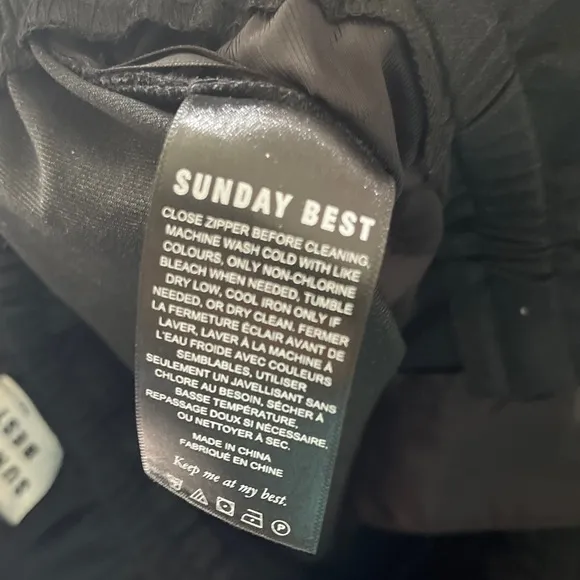 SUNDAY BEST
CLOSE ZIPPER BEFORE CLEANING,
MACHINE WASH COLD WITH LIKE
COLOURS, ONLY NON-CHLORINE
BLEACH WHEN NEEDED, TUMBLE
DRY LOW, COOL IRON ONLY IF
NEEDED, OR DRY CLEAN. FERMER
LA FERMETURE ÉCLAIR AVANT DE
LAVER, LAVER À LA MACHINE À
L'EAU FROIDE AVEC COULEURS
SEMBLABLES, UTILISER
SEULEMENT UN JAVELLISANT SANS
CHLORE AU BESOIN, SÉCHER À
BASSE TEMPÉRATURE,
REPASSAGE DOUX SI NÉCESSAIRE,
OU NETTOYER À SEC.
MADE IN CHINA
FABRIQUÉ EN CHINE
Keep me at my best.
P